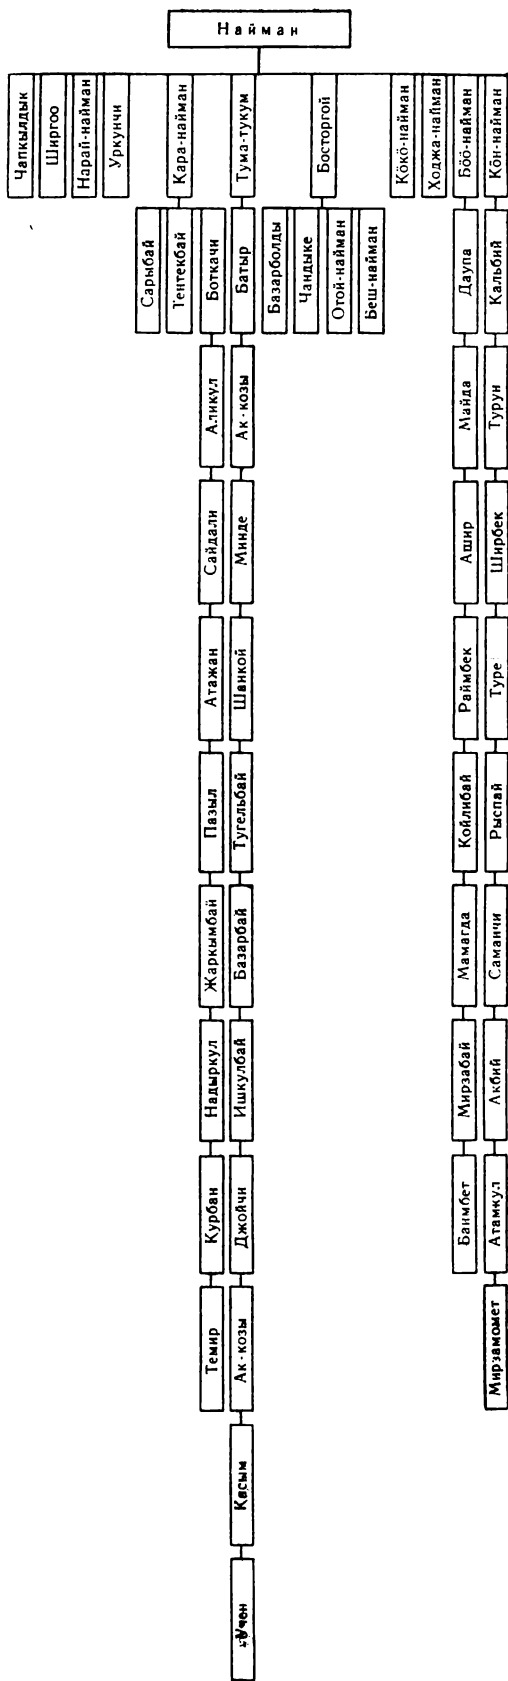 Найман
Чапкылдык
Ширгоо
Нарай-найман
Уркунчи
Кара-найман
Тума-тукум
Босторгой
Кӧкӧ-найман
Ходжа-найман
Бӧӧ-найман
Кӧн-найман
Сарыбай
Тентекбай
Боткачи
Батыр
Базарболды
Чандыке
Отой-найман
Беш-найман
Даупа
Кальбий
Аликул
Ак-козы
Майда
Турун
Сайдали
Минде
Ашир
Ширбек
Атажан
Шанкой
Раимбек
Туре
Пазыл
Тугельбай
Койлибай
Рыспай
Жаркымбай
Базарбай
Мамагда
Саманчи
Надыркул
Ишкулбай
Мирзабай
Акбий
Курбан
Джойчи
Баимбет
Атамкул
Темир
Ак-козы
Мирзамомет
Касым